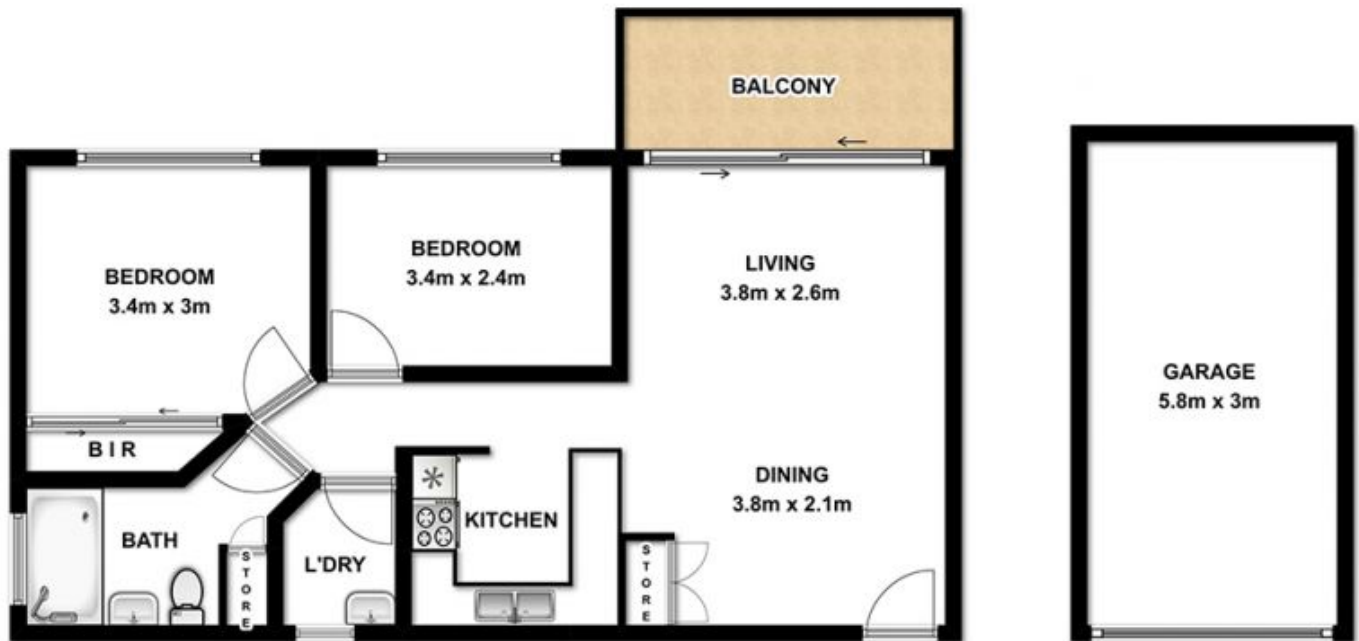 BALCONY
BEDROOM
3.4m x 3m
BEDROOM
3.4m x 2.4m
LIVING
3.8m x 2.6m
GARAGE
5.8m x 3m
B I R
DINING
3.8m x 2.1m
KITCHEN
BATH
STORE
L'DRY
STORE